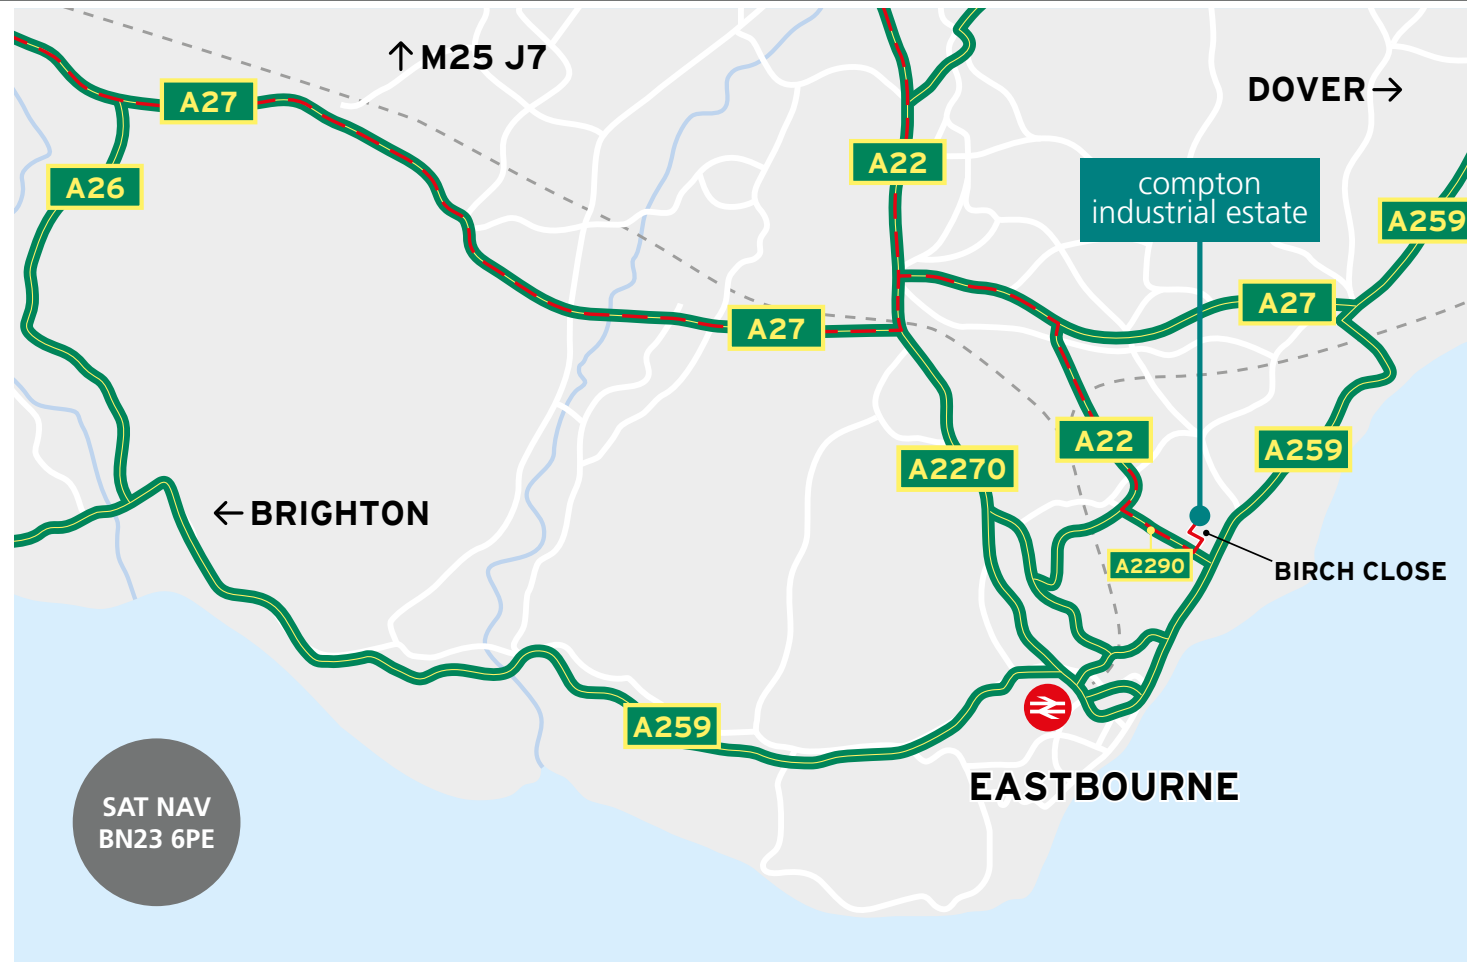 ↑ M25 J7
DOVER →
A27
A22
A26
compton
industrial estate
A259
A27
A27
A22
A259
A2270
← BRIGHTON
A2290
BIRCH CLOSE
A259
EASTBOURNE
SAT NAV
BN23 6PE